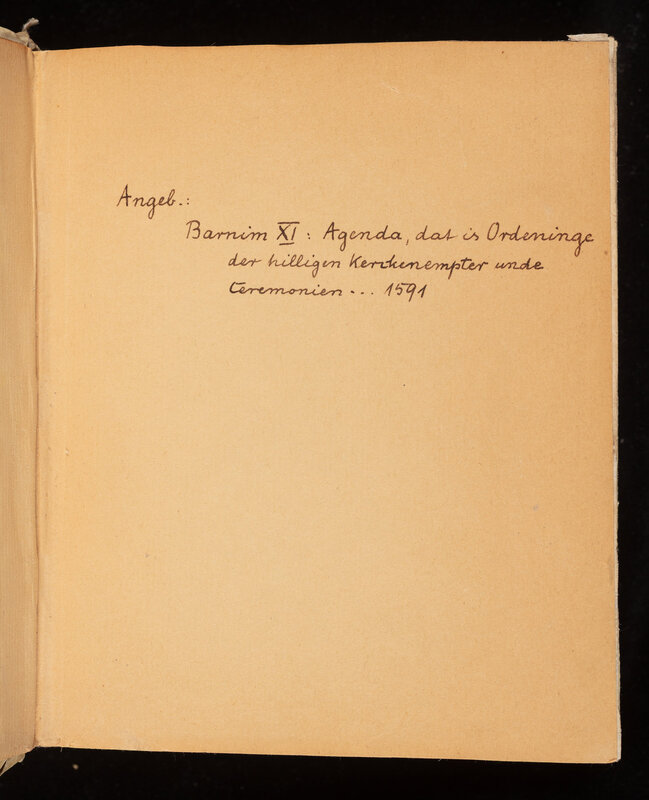 Angeb.:
Barnim XI: Agenda, dat is Ordeninge
der hilligen Kerckenempter unde
Ceremonien... 1591